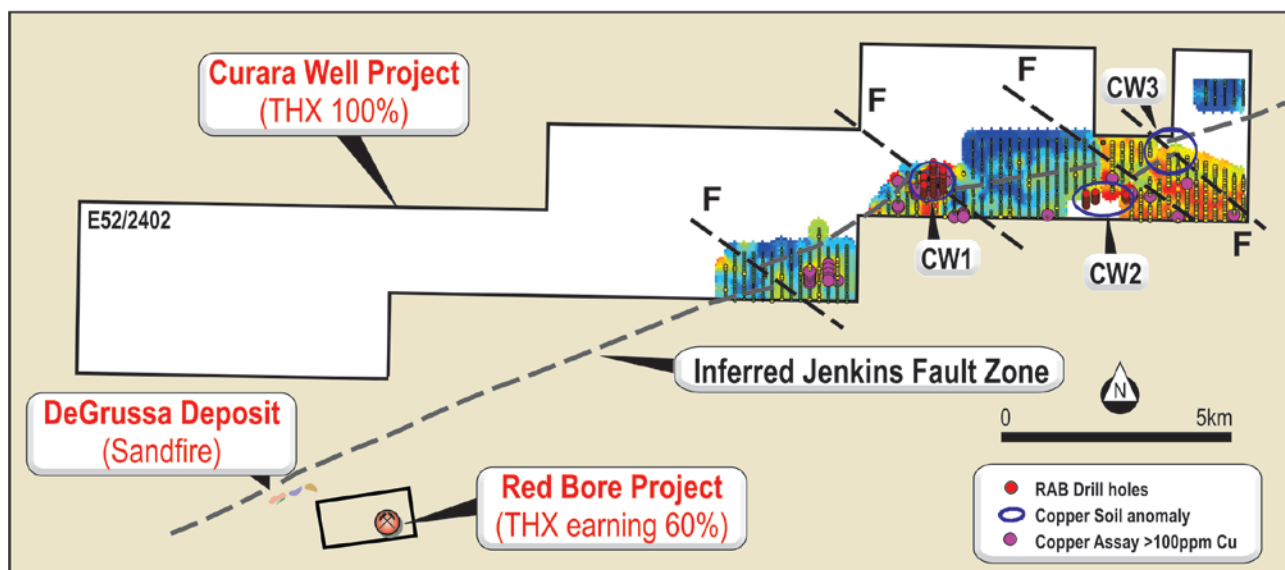 Curara Well Project
(THX 100%)
F
F
CW3
E52/2402
F
CW1
CW2
F
Inferred Jenkins Fault Zone
N
0 5km
DeGrussa Deposit
(Sandfire)
Red Bore Project
(THX earning 60%)
RAB Drill holes
Copper Soil anomaly
Copper Assay >100ppm Cu